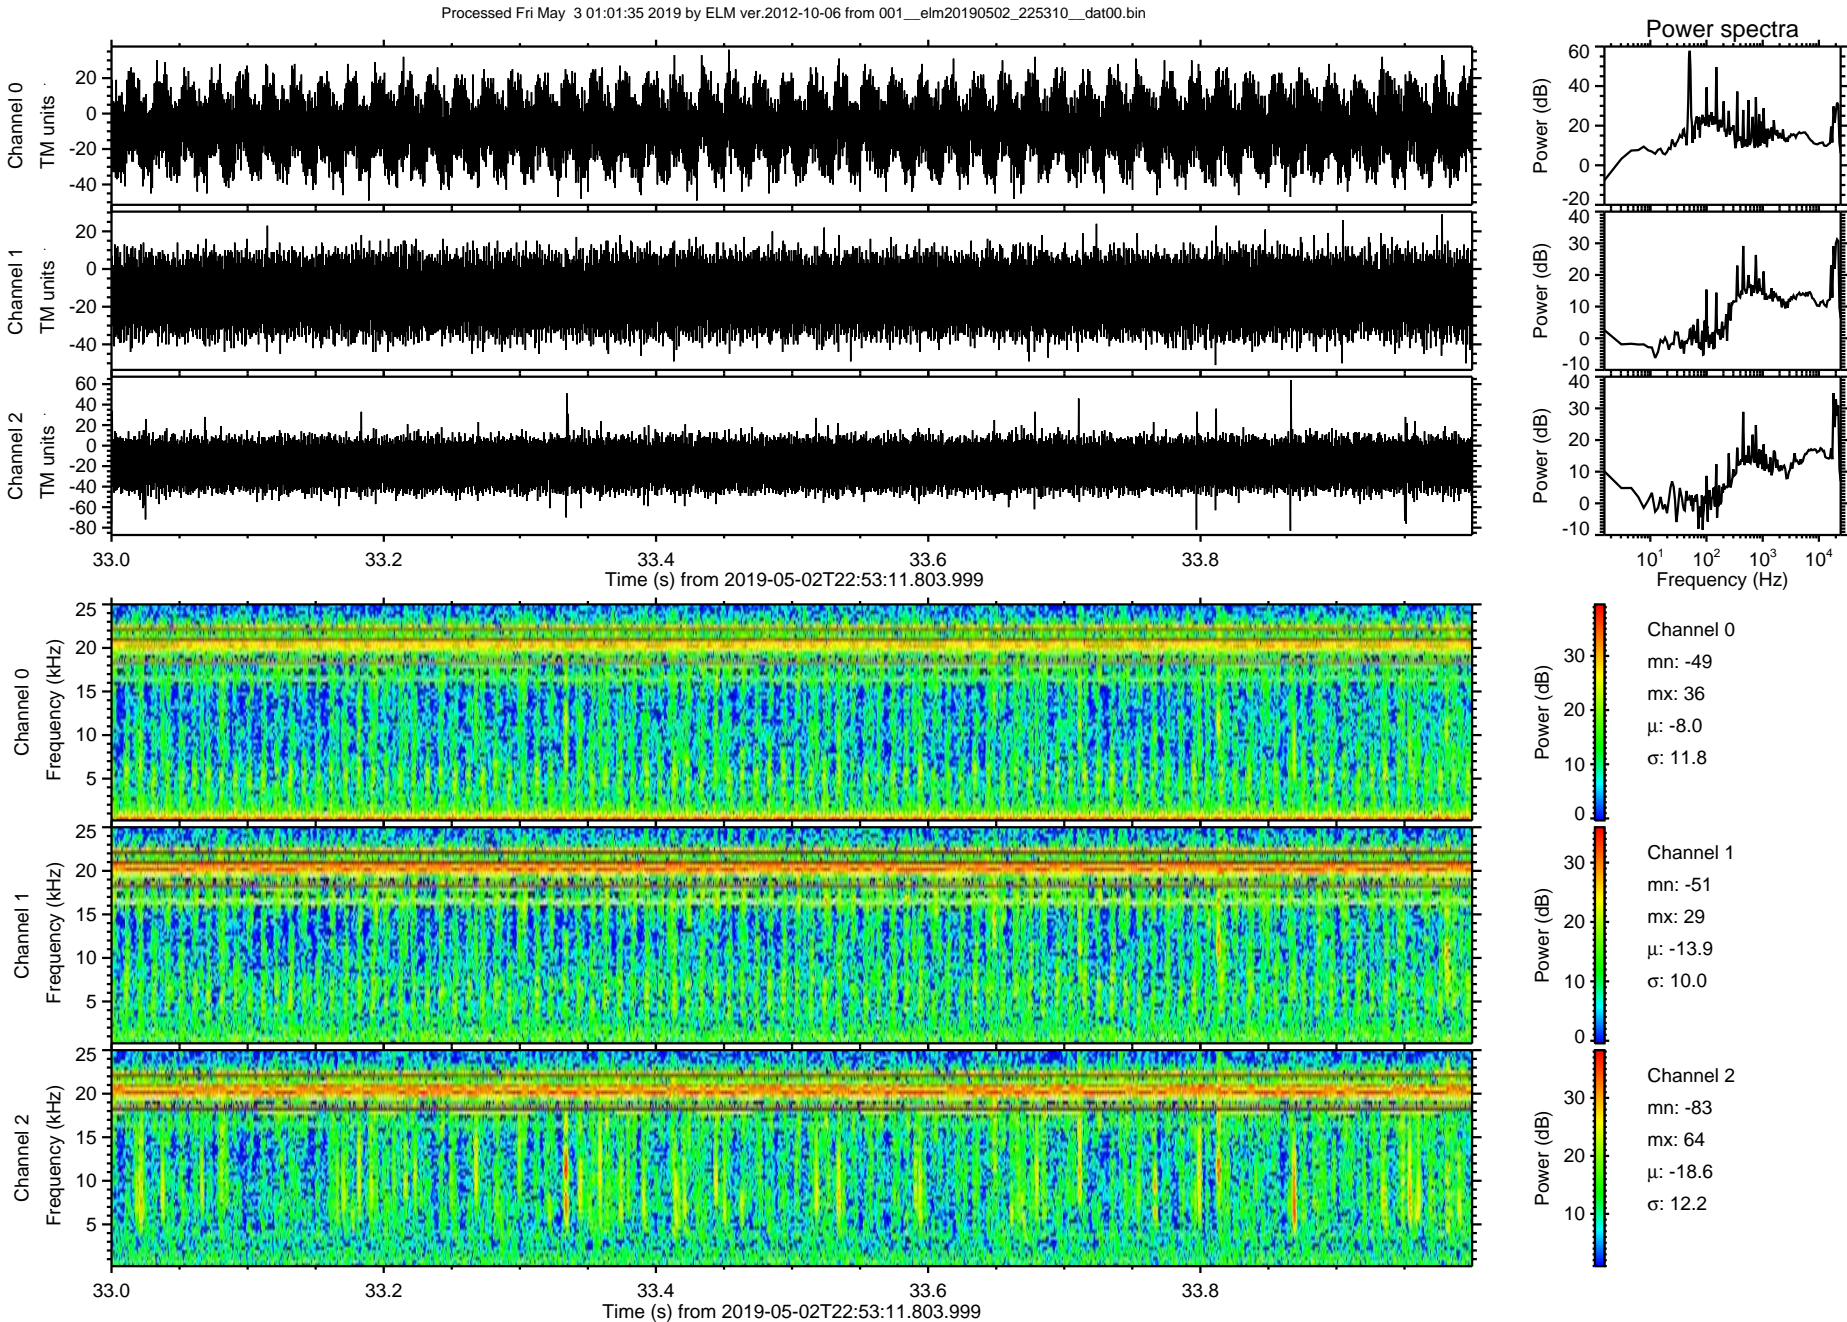 Processed Fri May  3 01:01:35 2019 by ELM ver.2012-10-06 from 001__elm20190502_225310__dat00.bin
Power spectra
Channel 0
TM units
20
0
-20
-40
Power (dB)
60
40
20
0
-20
Channel 1
TM units
20
0
-20
-40
Power (dB)
40
30
20
10
0
-10
Channel 2
TM units
60
40
20
0
-20
-40
-60
-80
Power (dB)
40
30
20
10
0
-10
33.0 33.2 33.4 33.6 33.8
Time (s) from 2019-05-02T22:53:11.803.999
10¹ 10² 10³ 10⁴
Frequency (Hz)
Channel 0
Frequency (kHz)
25
20
15
10
5
Power (dB)
30
20
10
0
Channel 0
mn: -49
mx: 36
μ: -8.0
σ: 11.8
Channel 1
Frequency (kHz)
25
20
15
10
5
Power (dB)
30
20
10
0
Channel 1
mn: -51
mx: 29
μ: -13.9
σ: 10.0
Channel 2
Frequency (kHz)
25
20
15
10
5
Power (dB)
30
20
10
Channel 2
mn: -83
mx: 64
μ: -18.6
σ: 12.2
33.0 33.2 33.4 33.6 33.8
Time (s) from 2019-05-02T22:53:11.803.999